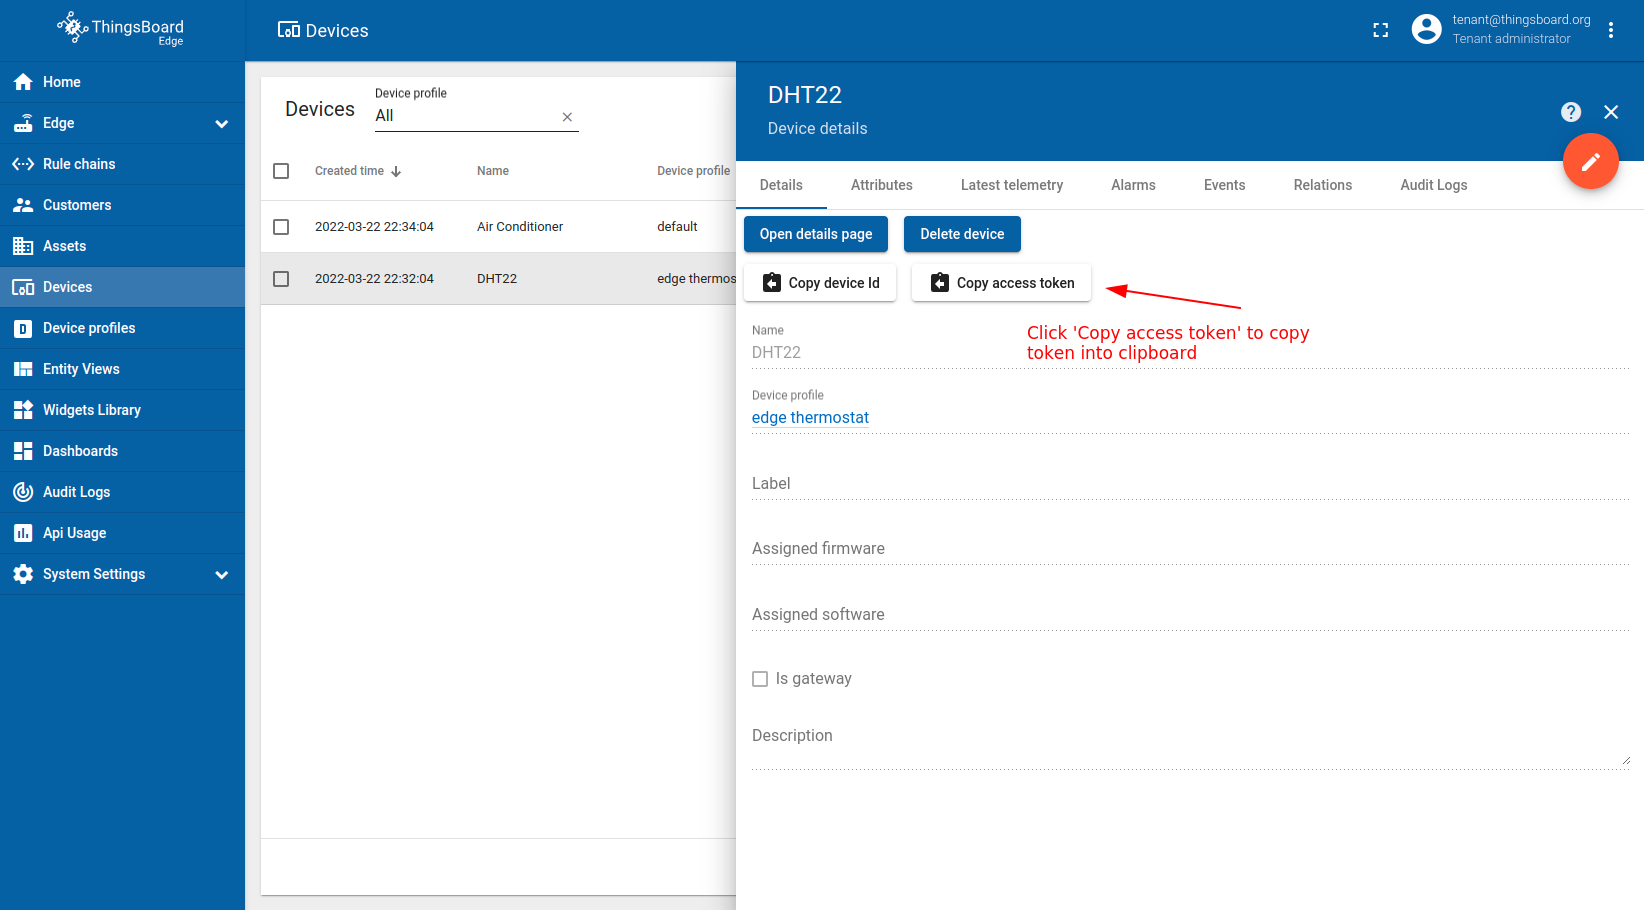 ThingsBoard
Edge
Devices
tenant@thingsboard.org
Tenant administrator
Home
Edge
Rule chains
Customers
Assets
Devices
Device profiles
Entity Views
Widgets Library
Dashboards
Audit Logs
Api Usage
System Settings
Devices
Device profile
All
Created time
Name
Device profile
2022-03-22 22:34:04
Air Conditioner
default
2022-03-22 22:32:04
DHT22
edge thermos
DHT22
Device details
Details
Attributes
Latest telemetry
Alarms
Events
Relations
Audit Logs
Open details page
Delete device
Copy device Id
Copy access token
Click 'Copy access token' to copy
token into clipboard
Name
DHT22
Device profile
edge thermostat
Label
Assigned firmware
Assigned software
Is gateway
Description